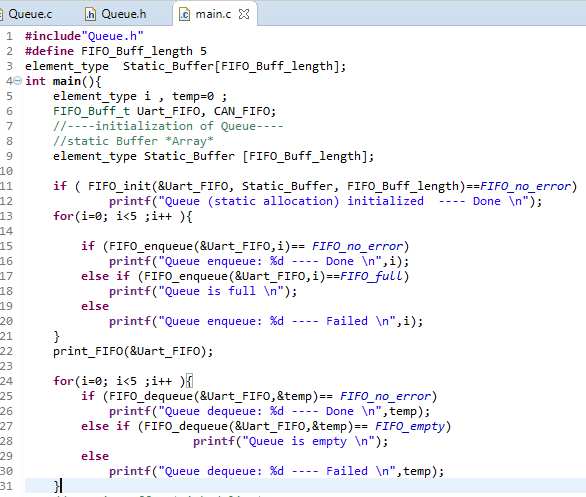 Queue.c Queue.h main.c
1 #include"Queue.h"
2 #define FIFO_Buff_length 5
3 element_type  Static_Buffer[FIFO_Buff_length];
4 int main(){
5     element_type i , temp=0 ;
6     FIFO_Buff_t Uart_FIFO, CAN_FIFO;
7     //----initialization of Queue----
8     //static Buffer *Array*
9     element_type Static_Buffer [FIFO_Buff_length];
10
11     if ( FIFO_init(&Uart_FIFO, Static_Buffer, FIFO_Buff_length)==FIFO_no_error)
12             printf("Queue (static allocation) initialized  ---- Done \n");
13     for(i=0; i<5 ;i++ ){
14
15         if (FIFO_enqueue(&Uart_FIFO,i)== FIFO_no_error)
16             printf("Queue enqueue: %d ---- Done \n",i);
17         else if (FIFO_enqueue(&Uart_FIFO,i)==FIFO_full)
18             printf("Queue is full \n");
19         else
20             printf("Queue enqueue: %d ---- Failed \n",i);
21     }
22     print_FIFO(&Uart_FIFO);
23
24     for(i=0; i<5 ;i++ ){
25         if (FIFO_dequeue(&Uart_FIFO,&temp)== FIFO_no_error)
26             printf("Queue dequeue: %d ---- Done \n",temp);
27         else if (FIFO_dequeue(&Uart_FIFO,&temp)== FIFO_empty)
28                         printf("Queue is empty \n");
29         else
30             printf("Queue dequeue: %d ---- Failed \n",temp);
31     }